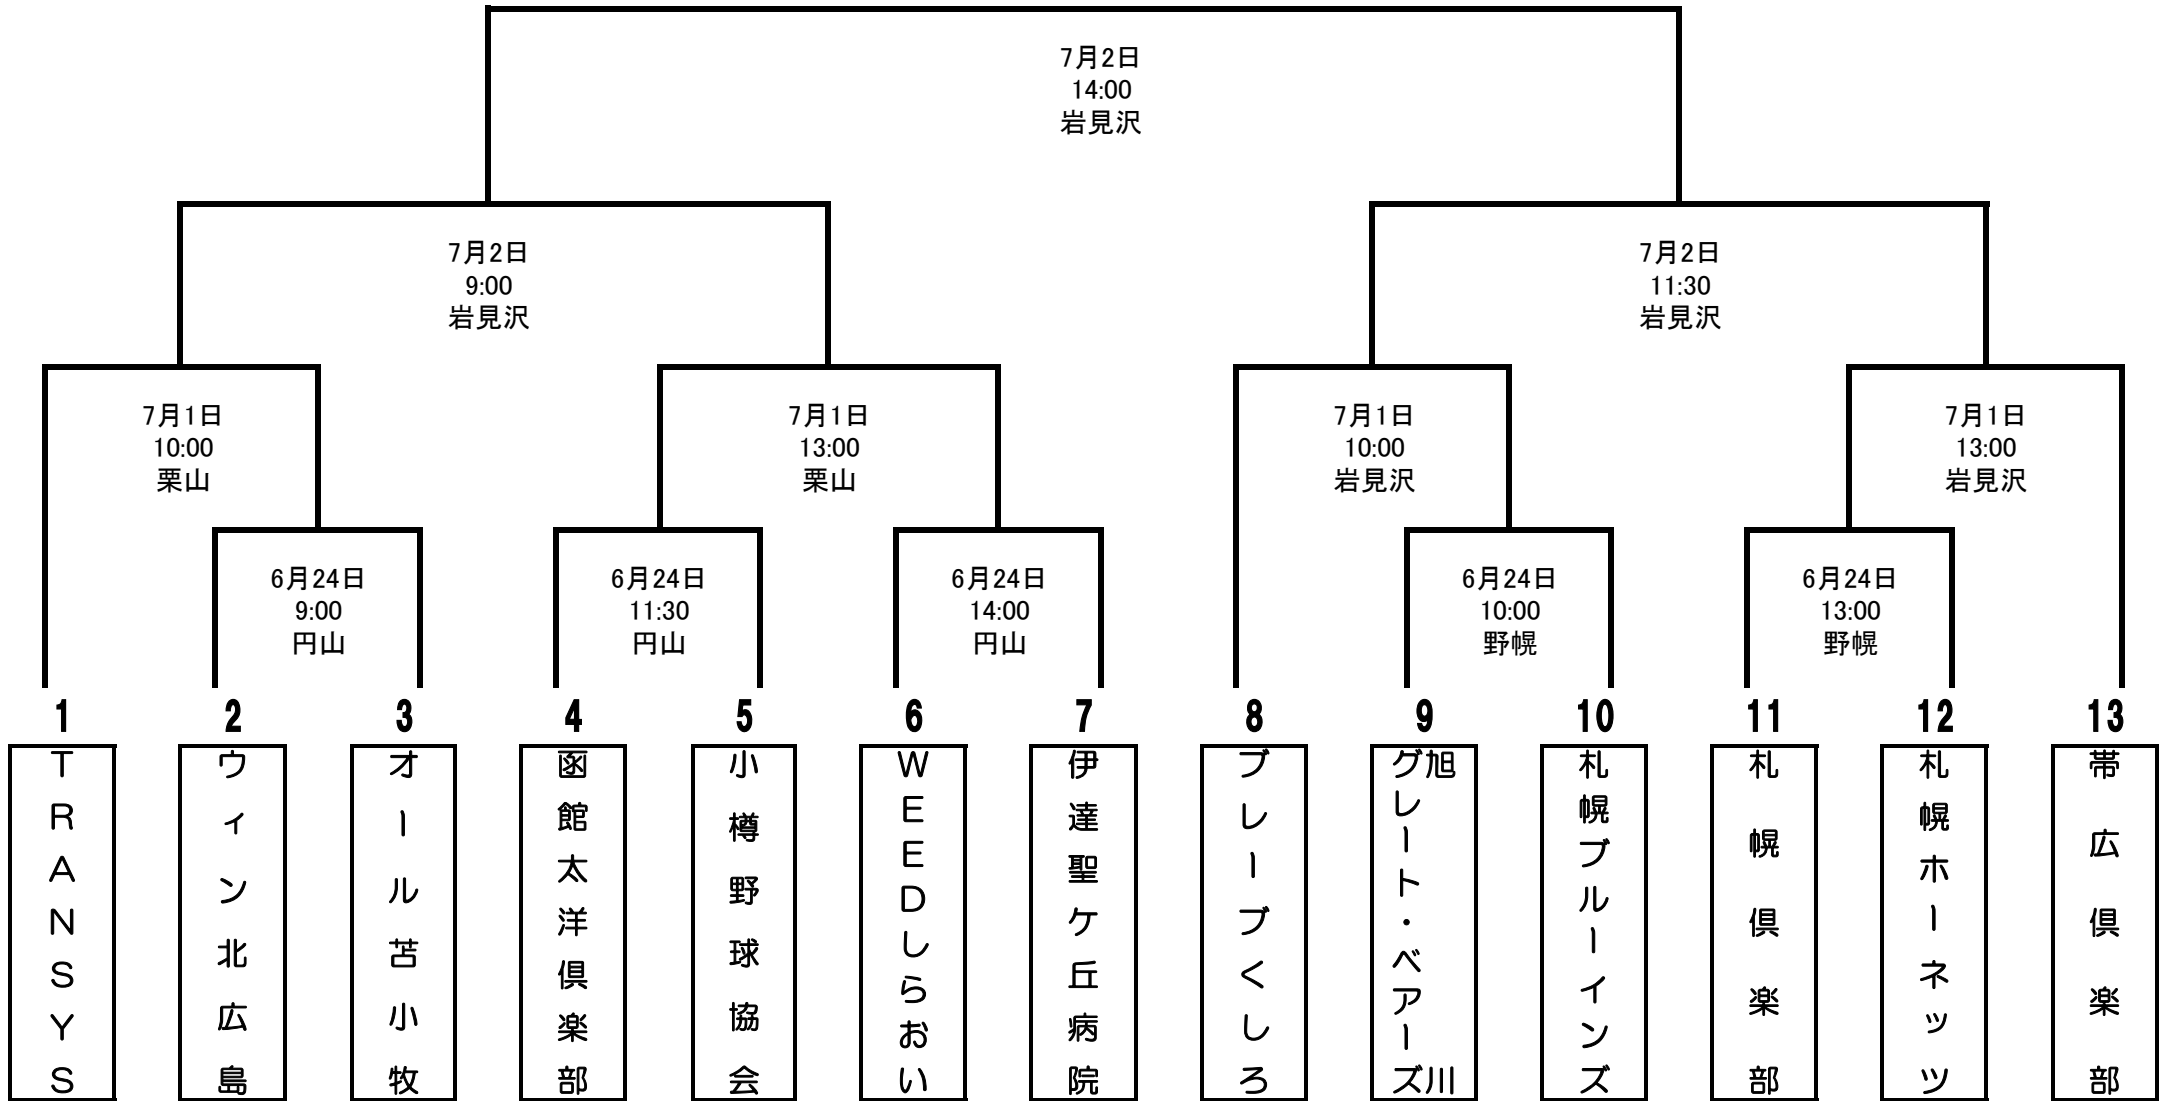 7月2日
14:00
岩見沢
7月2日
9:00
岩見沢
7月2日
11:30
岩見沢
7月1日
10:00
栗山
7月1日
13:00
栗山
7月1日
10:00
岩見沢
7月1日
13:00
岩見沢
6月24日
9:00
円山
6月24日
11:30
円山
6月24日
14:00
円山
6月24日
10:00
野幌
6月24日
13:00
野幌
1
2
3
4
5
6
7
8
9
10
11
12
13
TRANSYS
ウィン北広島
オール苫小牧
函館太洋倶楽部
小樽野球協会
WEEDしらおい
伊達聖ケ丘病院
ブレーブくしろ
旭川
グレート・ベアーズ
札幌ブルーインズ
札幌倶楽部
札幌ホーネッツ
帯広倶楽部